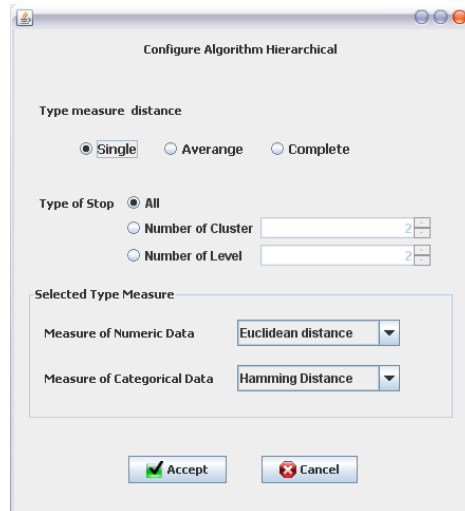 Configure Algorithm Hierarchical
Type measure distance
Single Averange Complete
Type of Stop All
Number of Cluster 2
Number of Level 2
Selected Type Measure
Measure of Numeric Data Euclidean distance
Measure of Categorical Data Hamming Distance
Accept Cancel